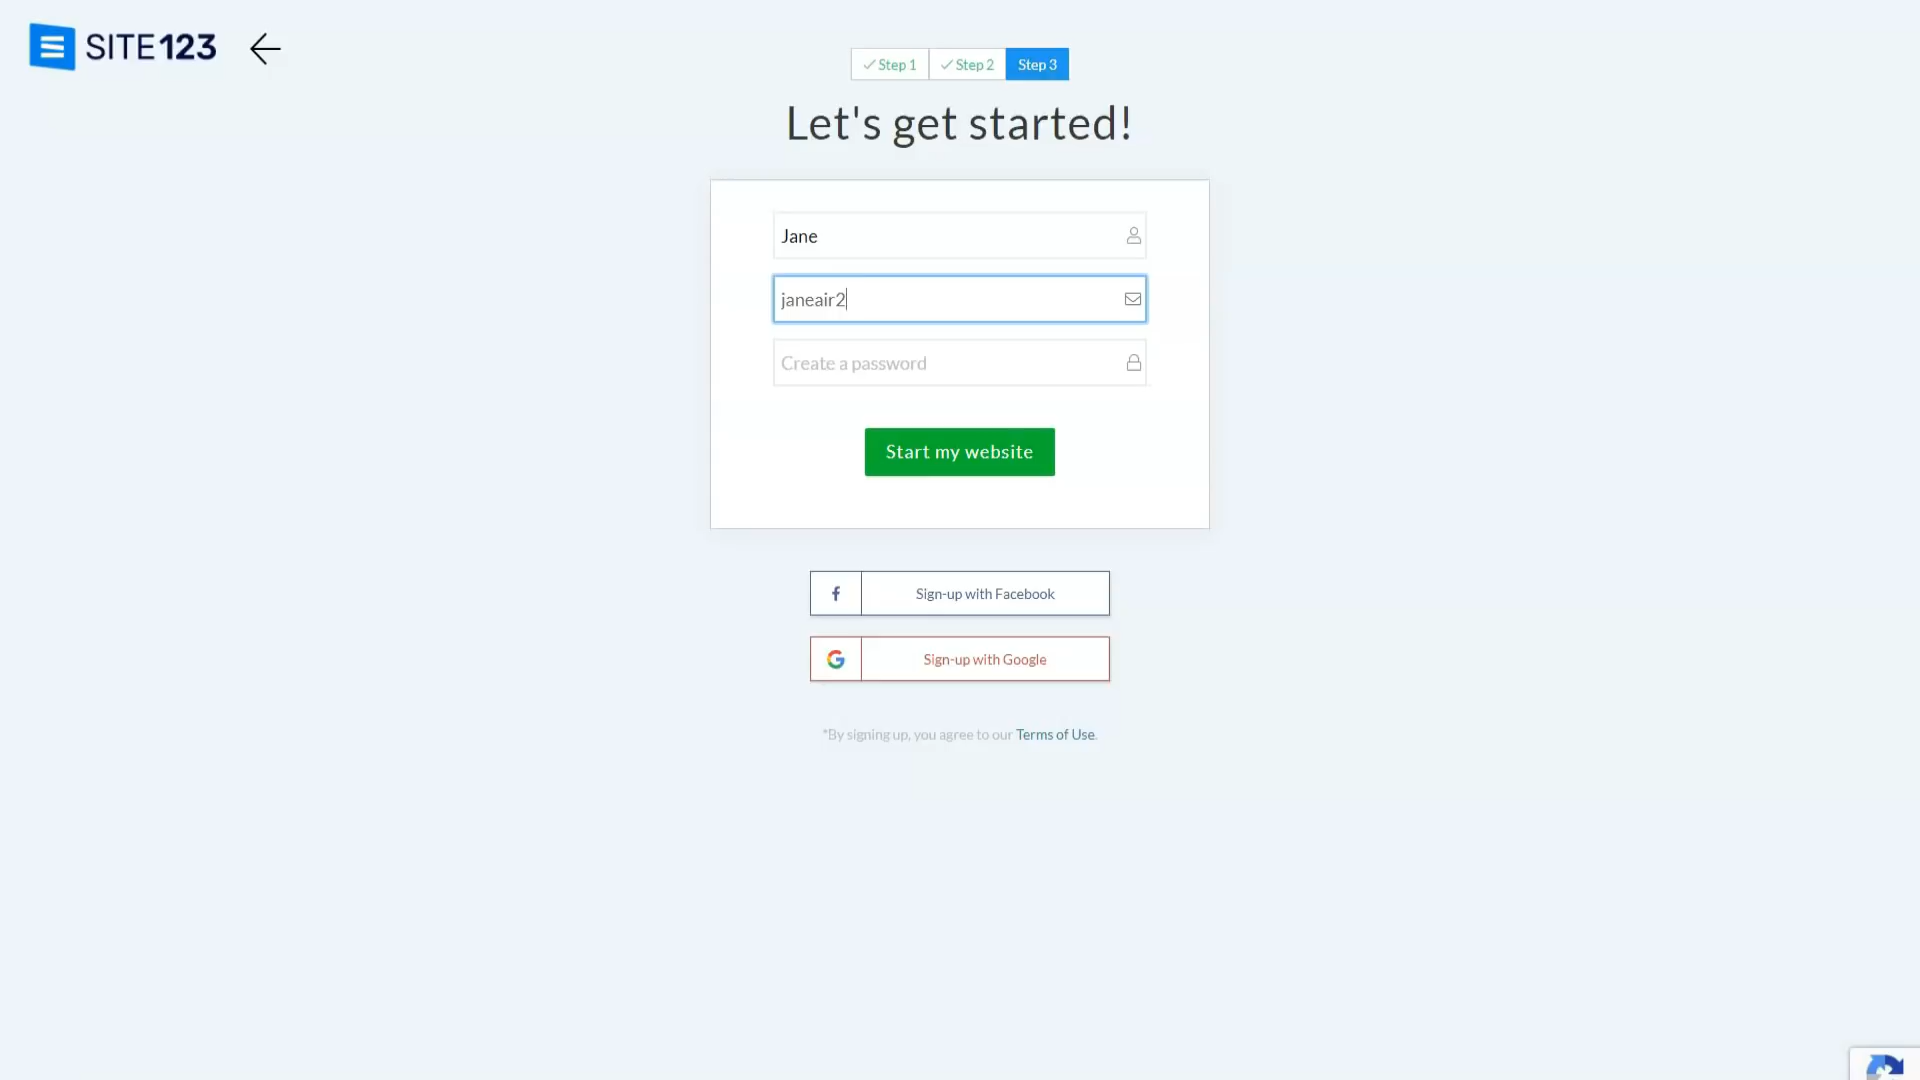 SITE123
Step 1
Step 2
Step 3
Let's get started!
Jane
janeair2
Create a password
Start my website
Sign-up with Facebook
Sign-up with Google
*By signing up, you agree to our Terms of Use.